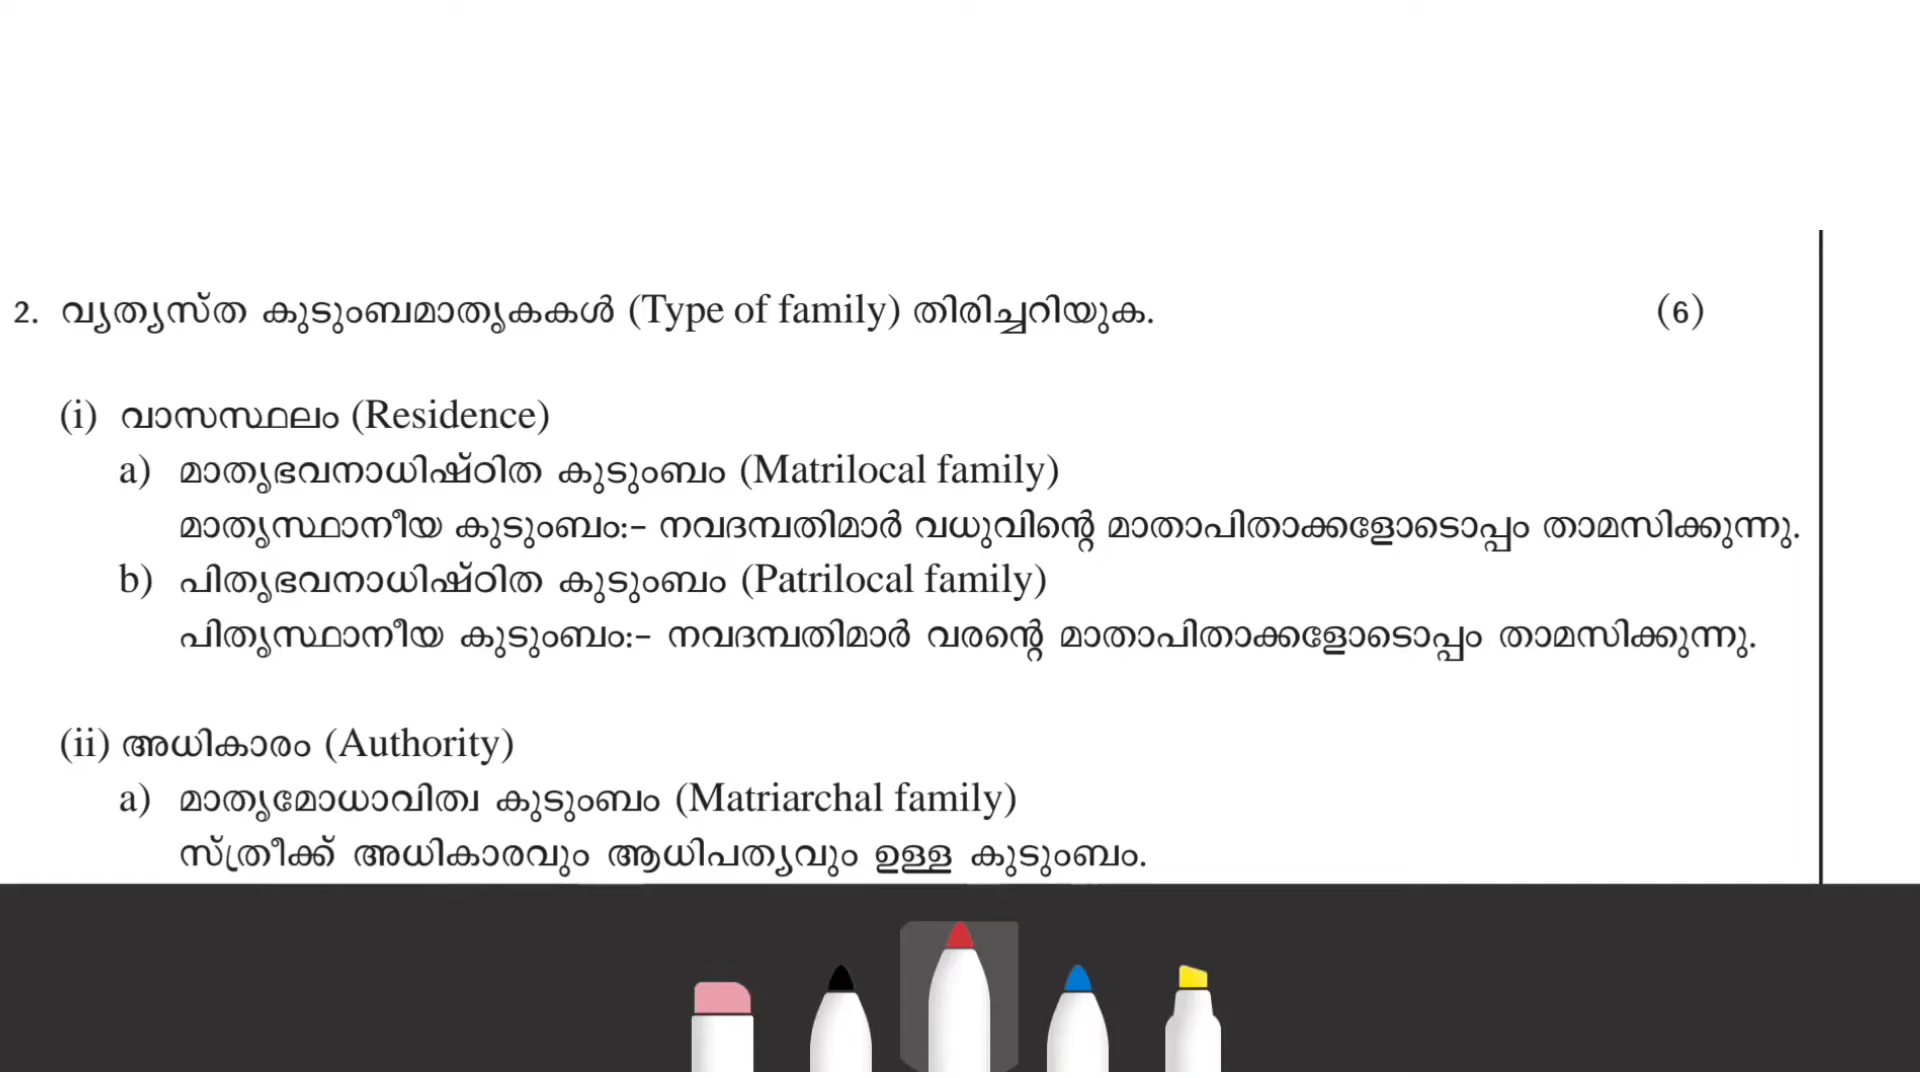 2. വ്യത്യസ്ത കുടുംബമാതൃകകൾ (Type of family) തിരിച്ചറിയുക. (6)
(i) വാസസ്ഥലം (Residence)
a) മാതൃഭവനാധിഷ്ഠിത കുടുംബം (Matrilocal family)
മാതൃസ്ഥാനീയ കുടുംബം:- നവദമ്പതിമാർ വധുവിന്റെ മാതാപിതാക്കളോടൊപ്പം താമസിക്കുന്നു.
b) പിതൃഭവനാധിഷ്ഠിത കുടുംബം (Patrilocal family)
പിതൃസ്ഥാനീയ കുടുംബം:- നവദമ്പതിമാർ വരന്റെ മാതാപിതാക്കളോടൊപ്പം താമസിക്കുന്നു.
(ii) അധികാരം (Authority)
a) മാതൃമോധാവിത്വ കുടുംബം (Matriarchal family)
സ്ത്രീക്ക് അധികാരവും ആധിപത്യവും ഉള്ള കുടുംബം.